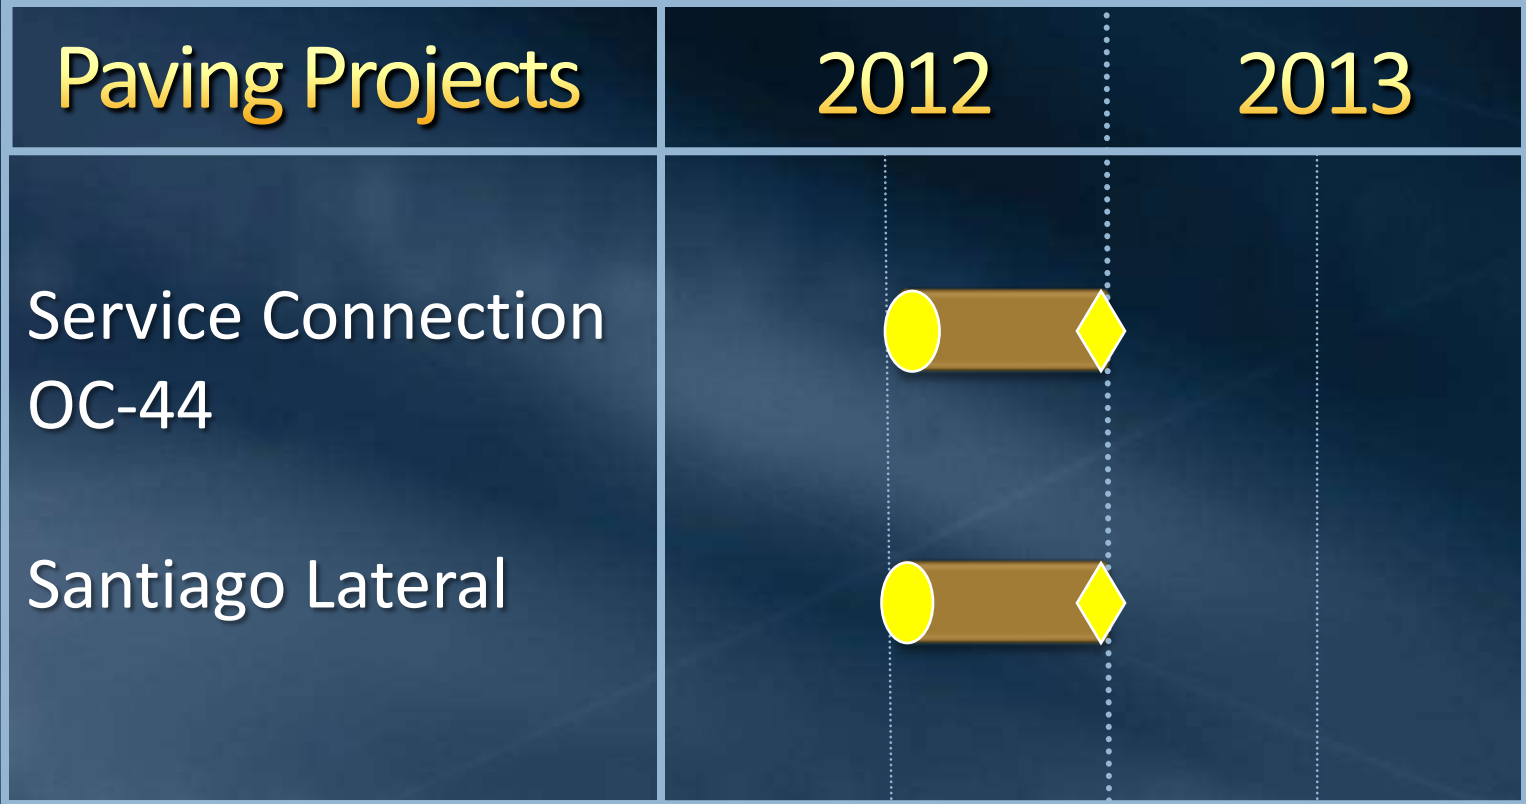 Paving Projects
2012
2013
Service Connection
OC-44
Santiago Lateral